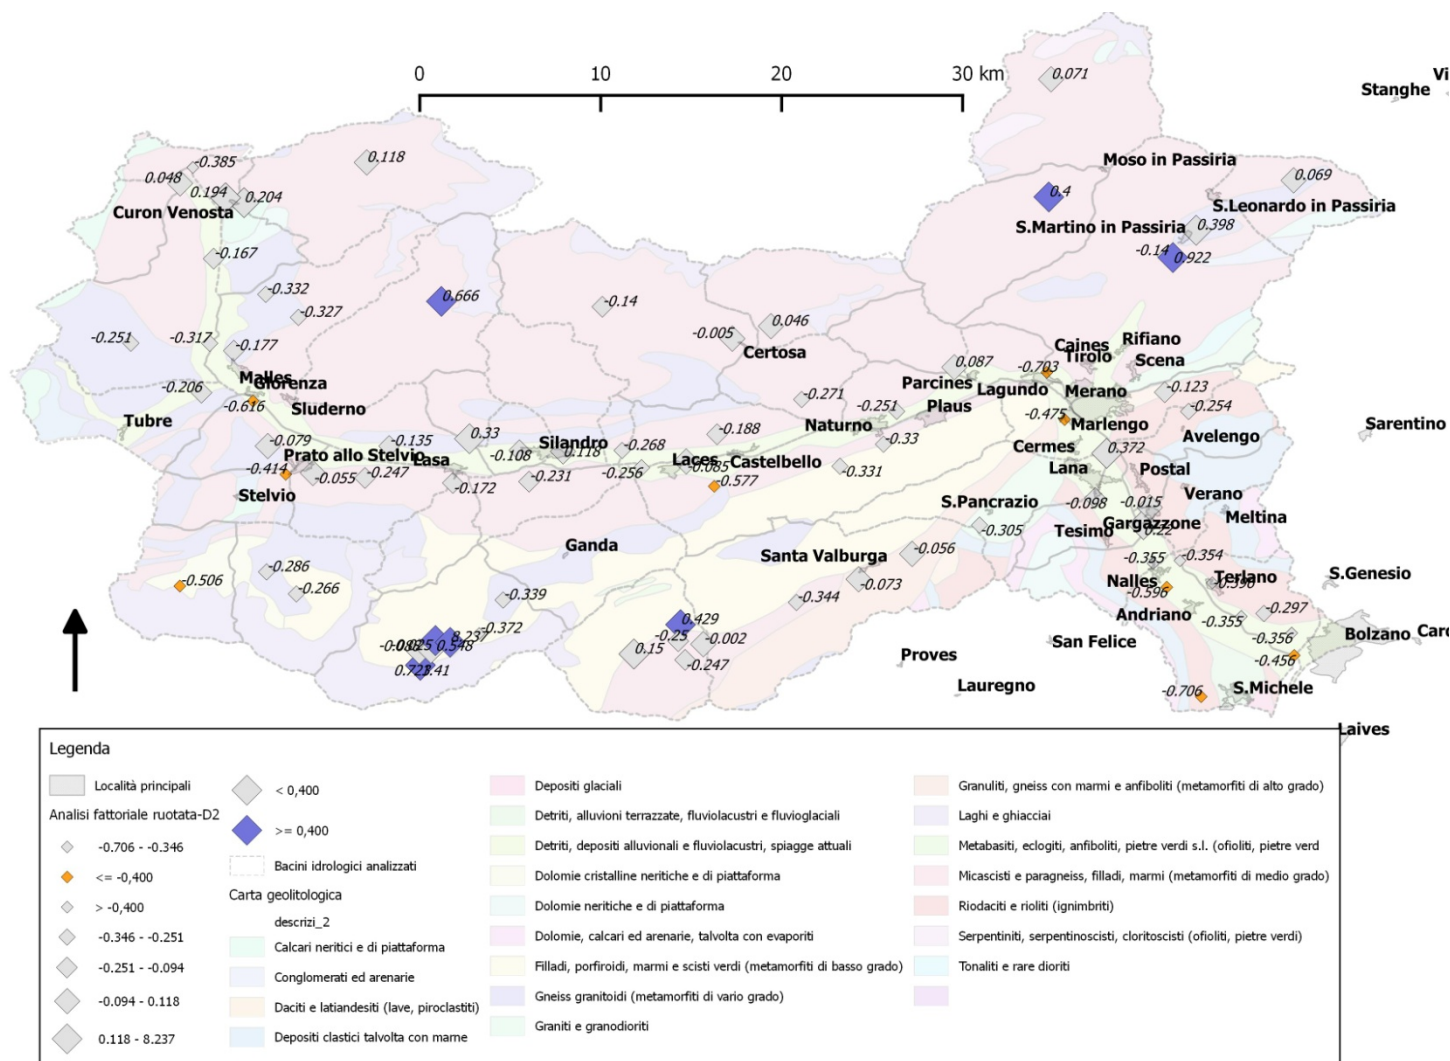 0 10 20 30 km
0.071
Stanghe
Vi
Moso in Passiria
-0.385
0.118
0.048
0.194
0.204
0.4
0.069
Curon Venosta
S.Leonardo in Passiria
S.Martino in Passiria
0.398
-0.14
0.922
-0.167
-0.332
0.666
-0.14
-0.327
-0.005
0.046
-0.251
-0.317
-0.177
Certosa
Caines
Rifiano
Tirolo
Scena
0.087
-0.703
Malles
Glorenza
Parcines
Lagundo
Merano
-0.206
-0.616
Sluderno
-0.271
-0.251
Plaus
-0.123
-0.254
Tubre
Naturno
-0.475
Marlengo
Sarentino
-0.079
-0.135
0.33
Silandro
-0.188
-0.33
Cermes
Avelengo
Prato allo Stelvio
-0.108
0.118
-0.268
0.372
-0.414
-0.055
-0.247
Lasa
-0.256
Laces
-0.085
Castelbello
-0.331
Lana
Postal
-0.172
-0.231
-0.577
Verano
Stelvio
S.Pancrazio
-0.098
-0.015
Meltina
-0.305
Tesimo
Gargazzone
0.22
Ganda
Santa Valburga
-0.056
-0.355
-0.354
-0.286
-0.506
-0.266
-0.073
Nalles
Terlano
S.Genesio
-0.596
-0.339
-0.344
Andriano
-0.297
-0.372
0.429
-0.355
-0.356
Bolzano
Card
8.237
0.548
-0.25
-0.002
0.15
-0.247
San Felice
Proves
-0.456
0.723
Lauregno
-0.706
S.Michele
Laives
Legenda
Località principali
Analisi fattoriale ruotata-D2
-0.706 - -0.346
<= -0,400
> -0,400
-0.346 - -0.251
-0.251 - -0.094
-0.094 - 0.118
0.118 - 8.237
< 0,400
>= 0,400
Bacini idrologici analizzati
Carta geolitologica
descrizi_2
Calcari neritici e di piattaforma
Conglomerati ed arenarie
Daciti e latiandesiti (lave, piroclastiti)
Depositi clastici talvolta con marne
Depositi glaciali
Detriti, alluvioni terrazzate, fluviolacustri e fluvioglaciali
Detriti, depositi alluvionali e fluviolacustri, spiagge attuali
Dolomie cristalline neritiche e di piattaforma
Dolomie neritiche e di piattaforma
Dolomie, calcari ed arenarie, talvolta con evaporiti
Filladi, porfiroidi, marmi e scisti verdi (metamorfiti di basso grado)
Gneiss granitoidi (metamorfiti di vario grado)
Graniti e granodioriti
Granuliti, gneiss con marmi e anfiboliti (metamorfiti di alto grado)
Laghi e ghiacciai
Metabasiti, eclogiti, anfiboliti, pietre verdi s.l. (ofioliti, pietre verd
Micascisti e paragneiss, filladi, marmi (metamorfiti di medio grado)
Riodaciti e rioliti (ignimbriti)
Serpentiniti, serpentinoscisti, cloritoscisti (ofioliti, pietre verdi)
Tonaliti e rare dioriti